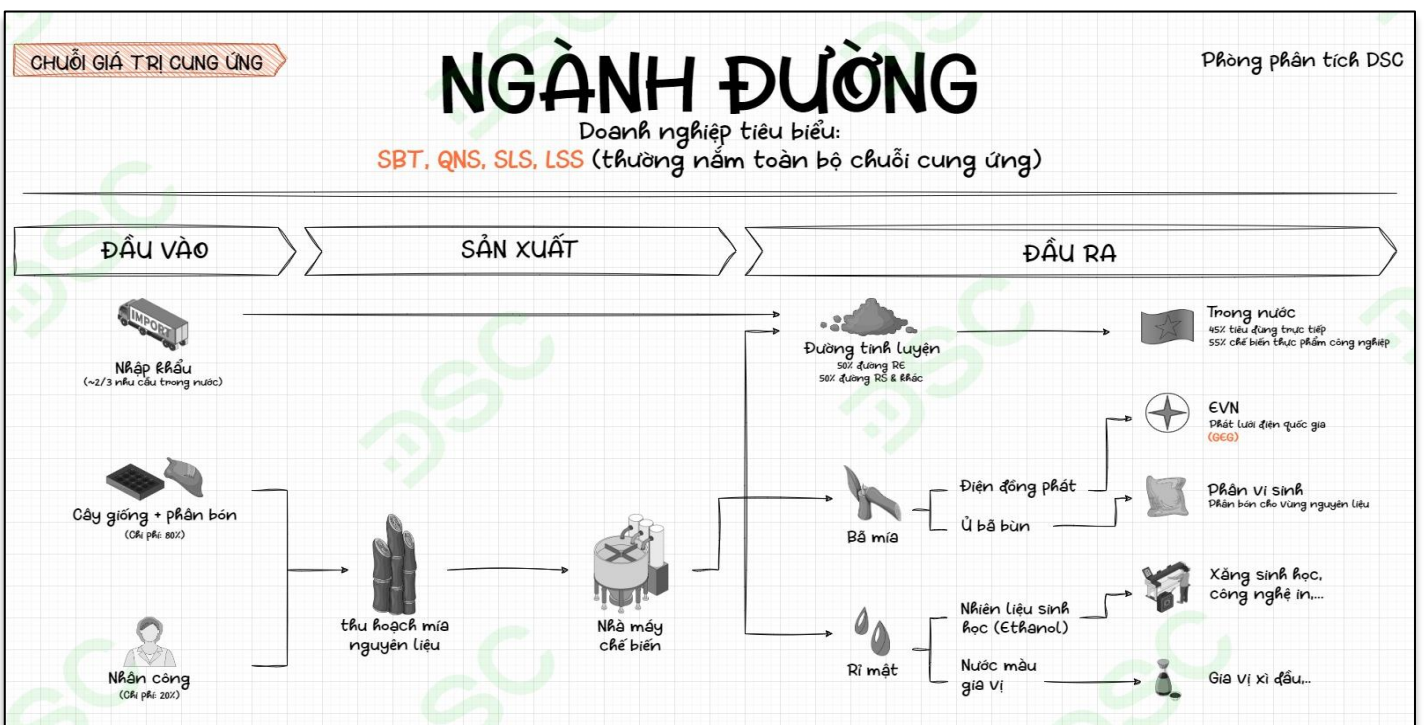 CHUỖI GIÁ TRỊ CUNG ỨNG
NGÀNH ĐƯỜNG
Phòng phân tích DSC
Doanh nghiệp tiêu biểu:
SBT, QNS, SLS, LSS (thường nắm toàn bộ chuỗi cung ứng)
ĐẦU VÀO
SẢN XUẤT
ĐẦU RA
IMPORT
Nhập khẩu
(~2/3 nhu cầu trong nước)
Đường tinh luyện
50% đường RE
50% đường RS & khác
Trong nước
45% tiêu dùng trực tiếp
55% chế biến thực phẩm công nghiệp
EVN
Phát lưới điện quốc gia
(GEG)
Cây giống + phân bón
(Chi phí: 80%)
Bã mía
Điện đồng phát
Ủ bã bùn
Phân vi sinh
Phân bón cho vùng nguyên liệu
thu hoạch mía
nguyên liệu
Nhà máy
chế biến
Nhân công
(Chi phí: 20%)
Rỉ mật
Nhiên liệu sinh
học (Ethanol)
Nước màu
gia vị
Xăng sinh học,
công nghệ in,...
Gia vị xì dầu,..
DSC
DSC
DSC
DSC
DSC
DSC